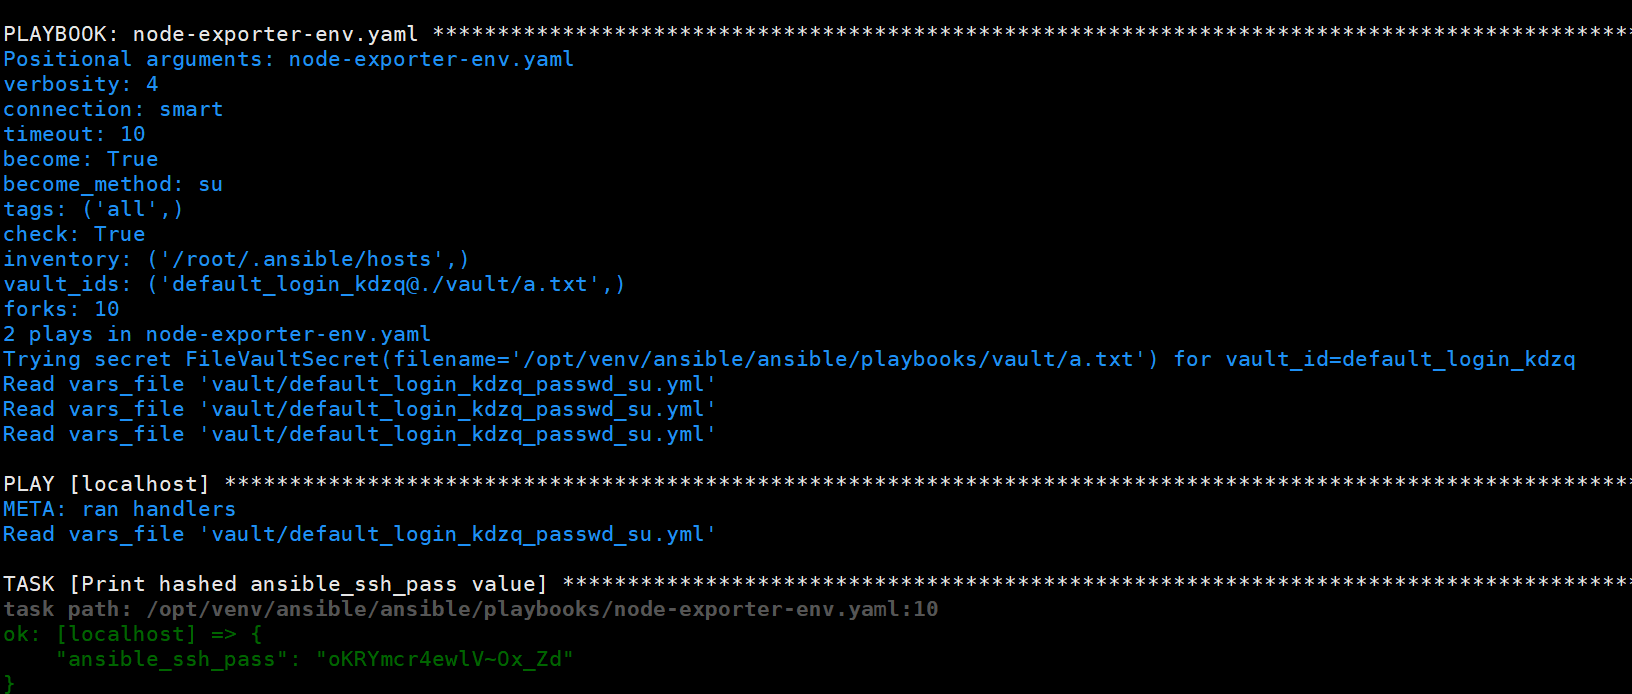 PLAYBOOK: node-exporter-env.yaml ********************************************************************************************
Positional arguments: node-exporter-env.yaml
verbosity: 4
connection: smart
timeout: 10
become: True
become_method: su
tags: ('all',)
check: True
inventory: ('/root/.ansible/hosts',)
vault_ids: ('default_login_kdzq@./vault/a.txt',)
forks: 10
2 plays in node-exporter-env.yaml
Trying secret FileVaultSecret(filename='/opt/venv/ansible/ansible/playbooks/vault/a.txt') for vault_id=default_login_kdzq
Read vars_file 'vault/default_login_kdzq_passwd_su.yml'
Read vars_file 'vault/default_login_kdzq_passwd_su.yml'
Read vars_file 'vault/default_login_kdzq_passwd_su.yml'
PLAY [localhost] ************************************************************************************************************
META: ran handlers
Read vars_file 'vault/default_login_kdzq_passwd_su.yml'
TASK [Print hashed ansible_ssh_pass value] **********************************************************************************
task path: /opt/venv/ansible/ansible/playbooks/node-exporter-env.yaml:10
ok: [localhost] => {
    "ansible_ssh_pass": "oKRYmcr4ewlV~Ox_Zd"
}